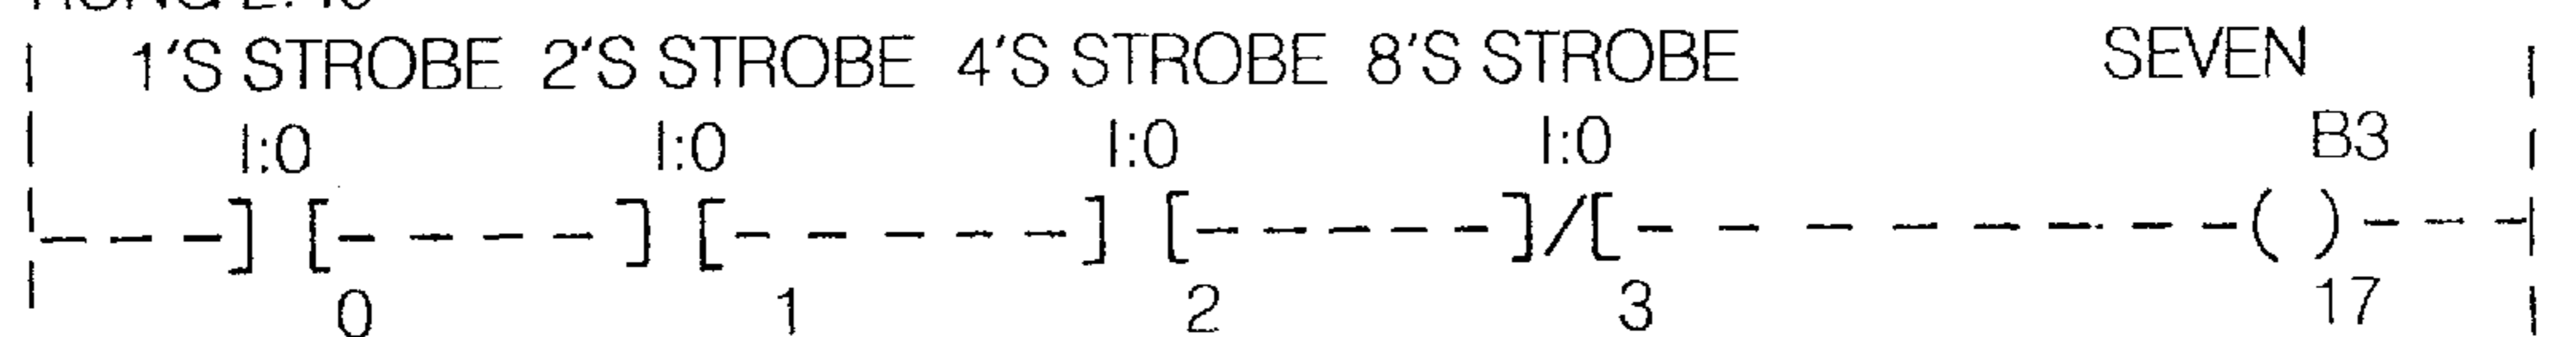 1'S STROBE 2'S STROBE 4'S STROBE 8'S STROBE SEVEN
I:0 I:0 I:0 I:0 B3
] [ ] [ ] [ ]/[ ( )
0 1 2 3 17